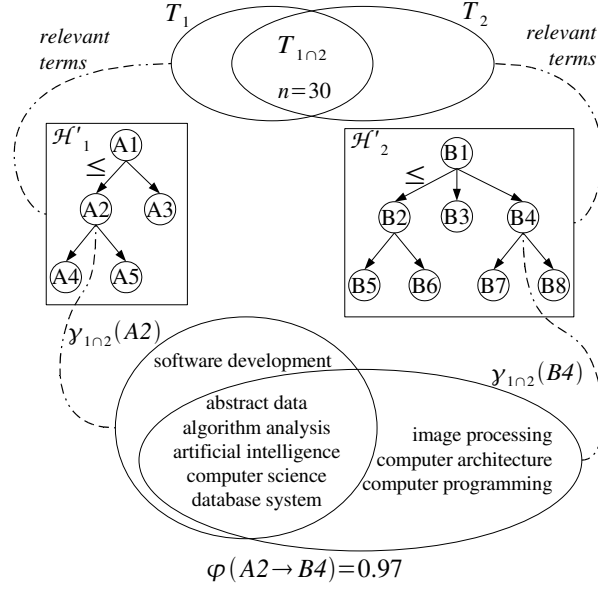 T₁
T₂
relevant
terms
T₁∩₂
n=30
relevant
terms
ℋ'₁
A1
≤
A2
A3
A4
A5
ℋ'₂
B1
≤
B2
B3
B4
B5
B6
B7
B8
γ₁∩₂(A2)
γ₁∩₂(B4)
software development
abstract data
algorithm analysis
artificial intelligence
computer science
database system
image processing
computer architecture
computer programming
φ(A2→B4)=0.97